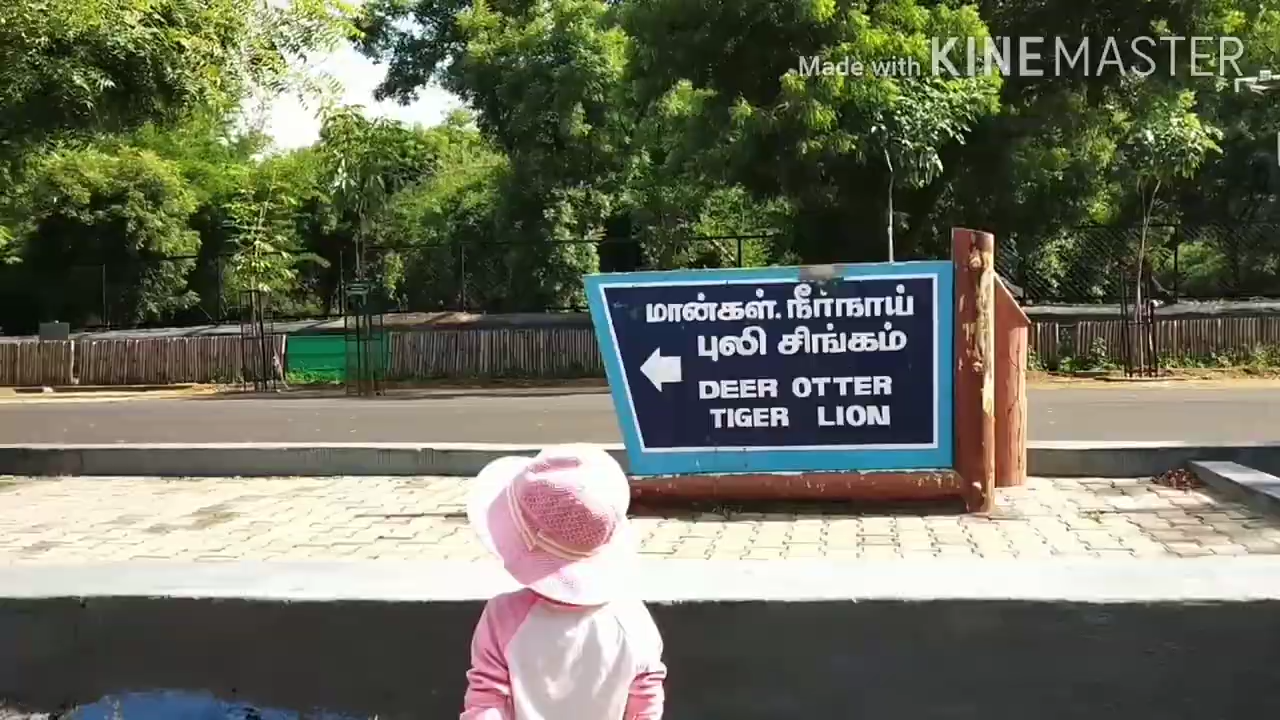 Made with KINEMASTER
மான்கள். நீர்நாய்
புலி சிங்கம்
DEER OTTER
TIGER LION